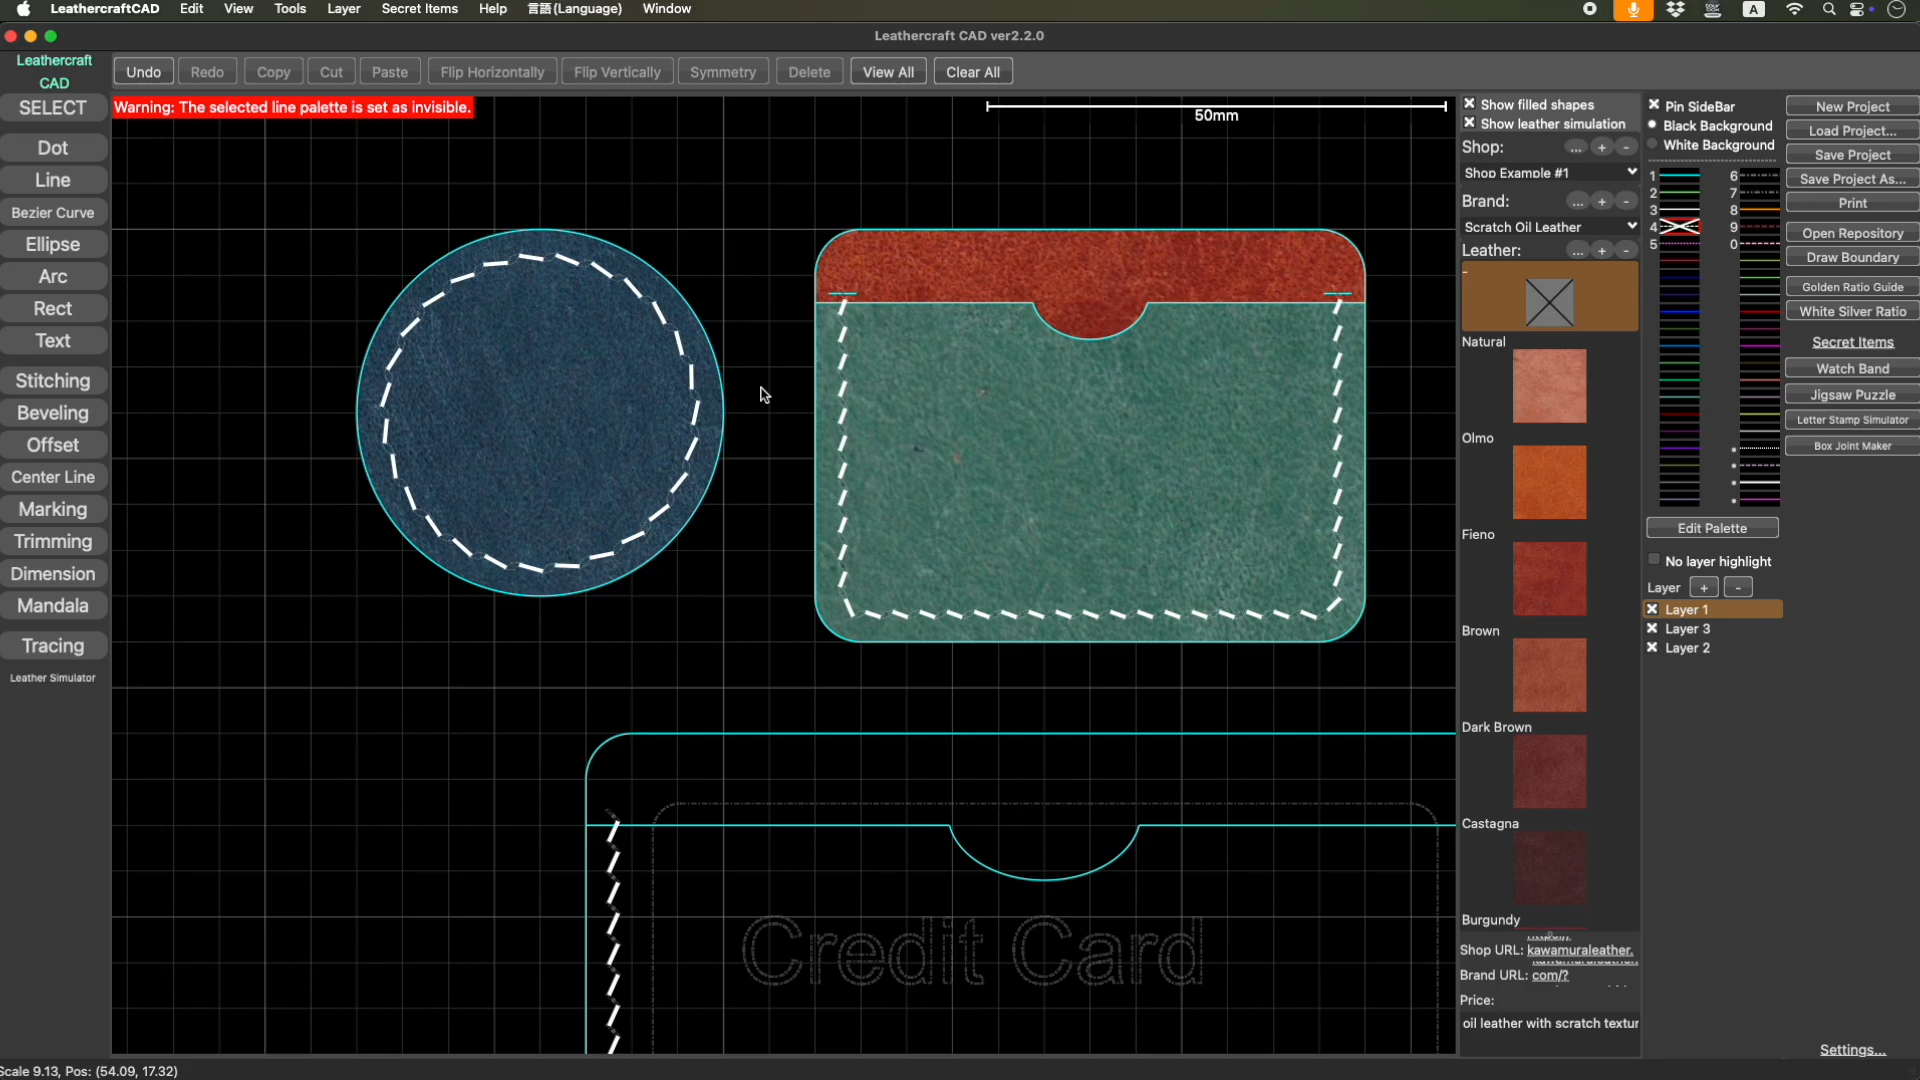 LeathercraftCAD Edit View Tools Layer Secret Items Help 言語(Language) Window A
Leathercraft CAD ver2.2.0
Leathercraft
CAD
Undo Redo Copy Cut Paste Flip Horizontally Flip Vertically Symmetry Delete View All Clear All
Warning: The selected line palette is set as invisible.
50mm
SELECT
Dot
Line
Bezier Curve
Ellipse
Arc
Rect
Text
Stitching
Beveling
Offset
Center Line
Marking
Trimming
Dimension
Mandala
Tracing
Leather Simulator
Credit Card
Show filled shapes
Show leather simulation
Shop: ... + -
Shop Example #1
Brand: ... + -
Scratch Oil Leather
Leather: ... + -
-
Natural
Olmo
Fieno
Brown
Dark Brown
Castagna
Burgundy
Shop URL: kawamuraleather.
Brand URL: com/?
Price:
oil leather with scratch textur
Pin SideBar
Black Background
White Background
1 6
2 7
3 8
4 9
5 0
Edit Palette
No layer highlight
Layer + -
Layer 1
Layer 3
Layer 2
New Project
Load Project...
Save Project
Save Project As...
Print
Open Repository
Draw Boundary
Golden Ratio Guide
White Silver Ratio
Secret Items
Watch Band
Jigsaw Puzzle
Letter Stamp Simulator
Box Joint Maker
Settings...
Scale 9.13, Pos: (54.09, 17.32)